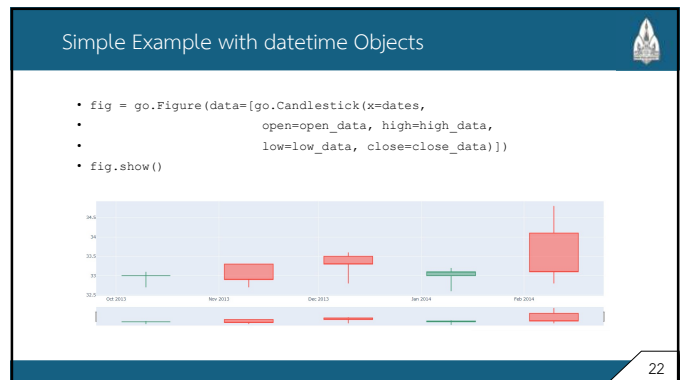 Simple Example with datetime Objects
• fig = go.Figure(data=[go.Candlestick(x=dates,
• open=open_data, high=high_data,
• low=low_data, close=close_data)])
• fig.show()
34.5
34
33.5
33
32.5
Oct 2013 Nov 2013 Dec 2013 Jan 2014 Feb 2014
22